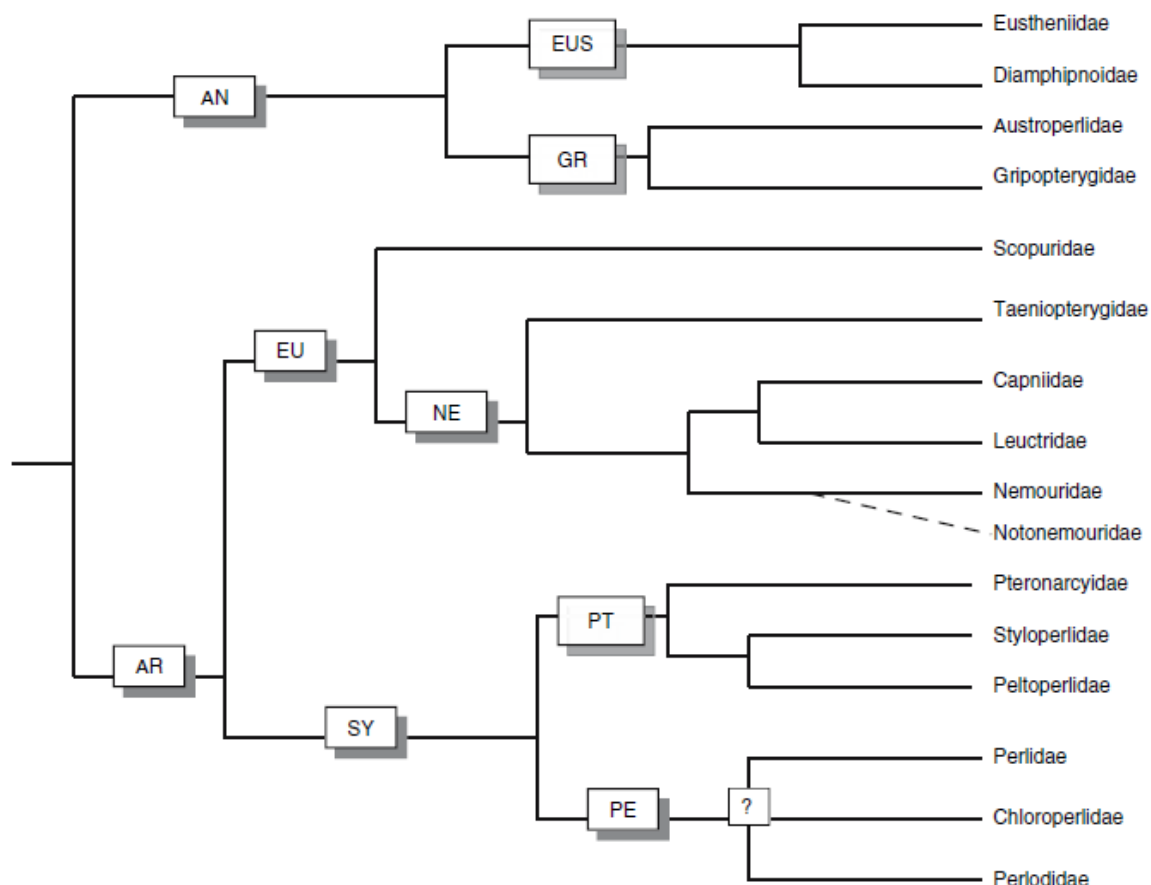 Eustheniidae
EUS
Diamphipnoidae
AN
Austroperlidae
GR
Gripopterygidae
Scopuridae
Taeniopterygidae
EU
Capniidae
NE
Leuctridae
Nemouridae
Notonemouridae
Pteronarcyidae
PT
Styloperlidae
AR
Peltoperlidae
SY
Perlidae
PE
?
Chloroperlidae
Perlodidae